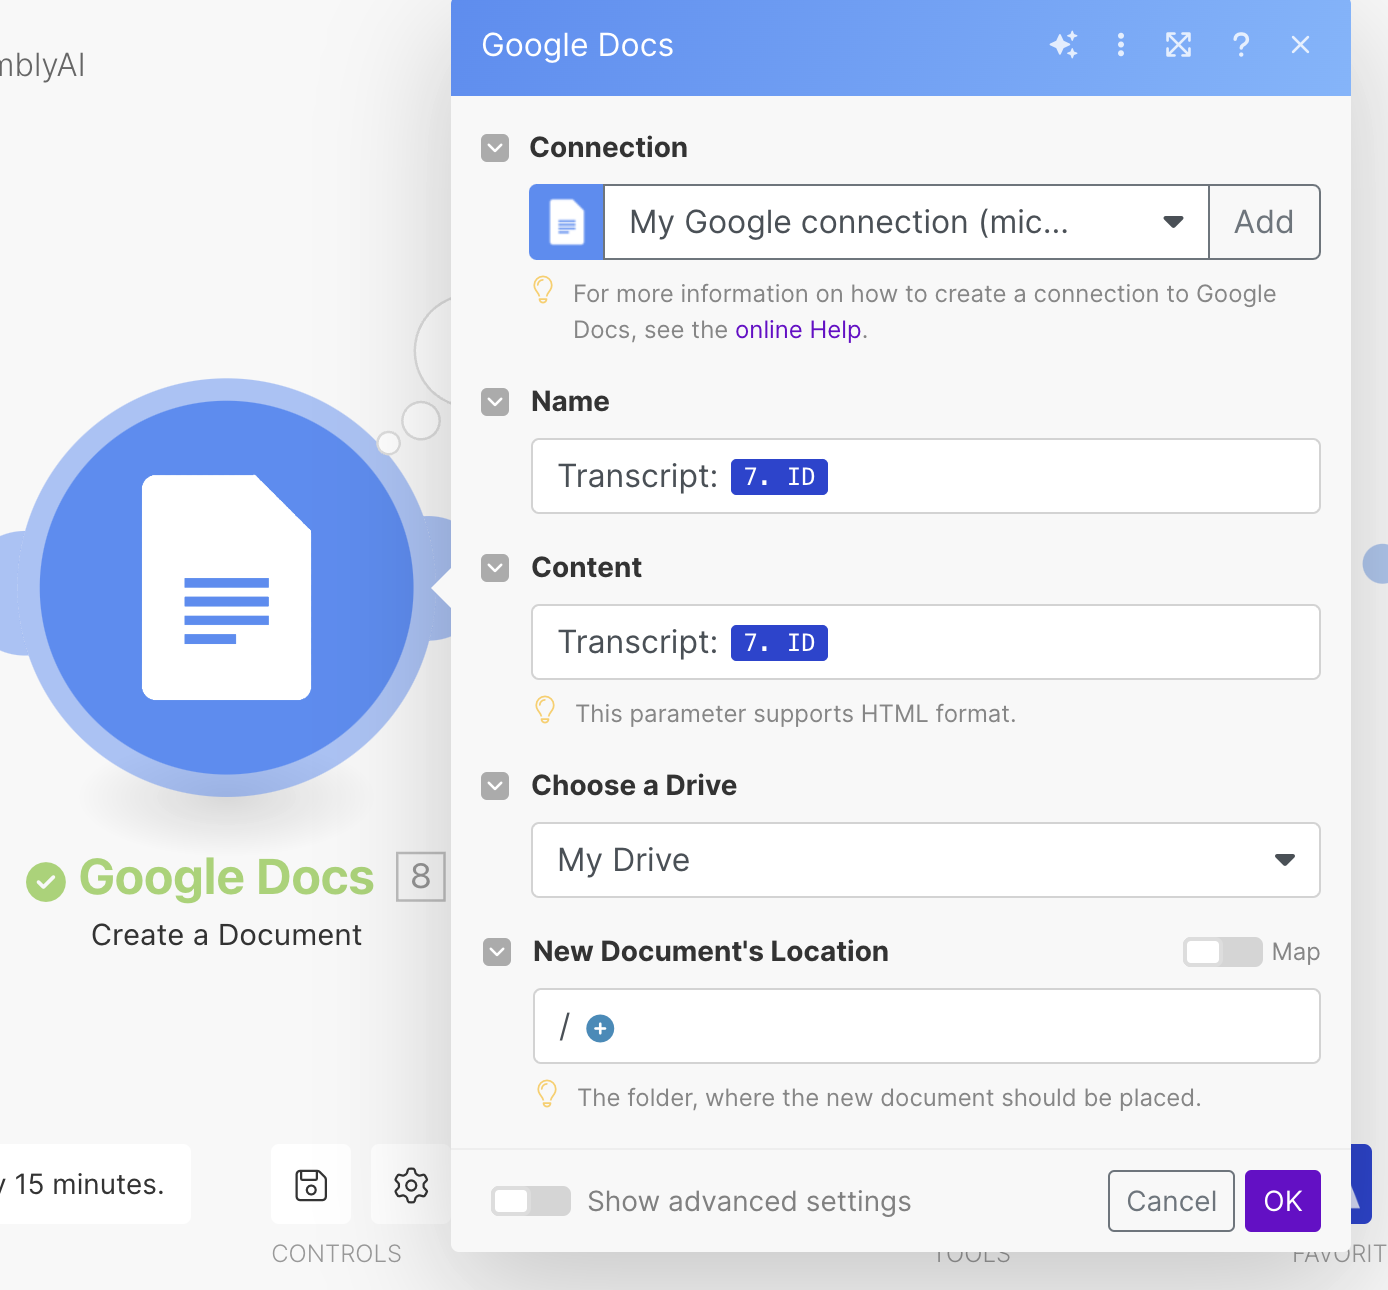 mblyAI
Google Docs
Connection
My Google connection (mic...
Add
For more information on how to create a connection to Google
Docs, see the online Help.
Name
Transcript: 7. ID
Content
Transcript: 7. ID
This parameter supports HTML format.
Choose a Drive
My Drive
New Document's Location
Map
/
The folder, where the new document should be placed.
Show advanced settings
Cancel
OK
Google Docs
8
Create a Document
y 15 minutes.
CONTROLS
TOOLS
FAVORIT